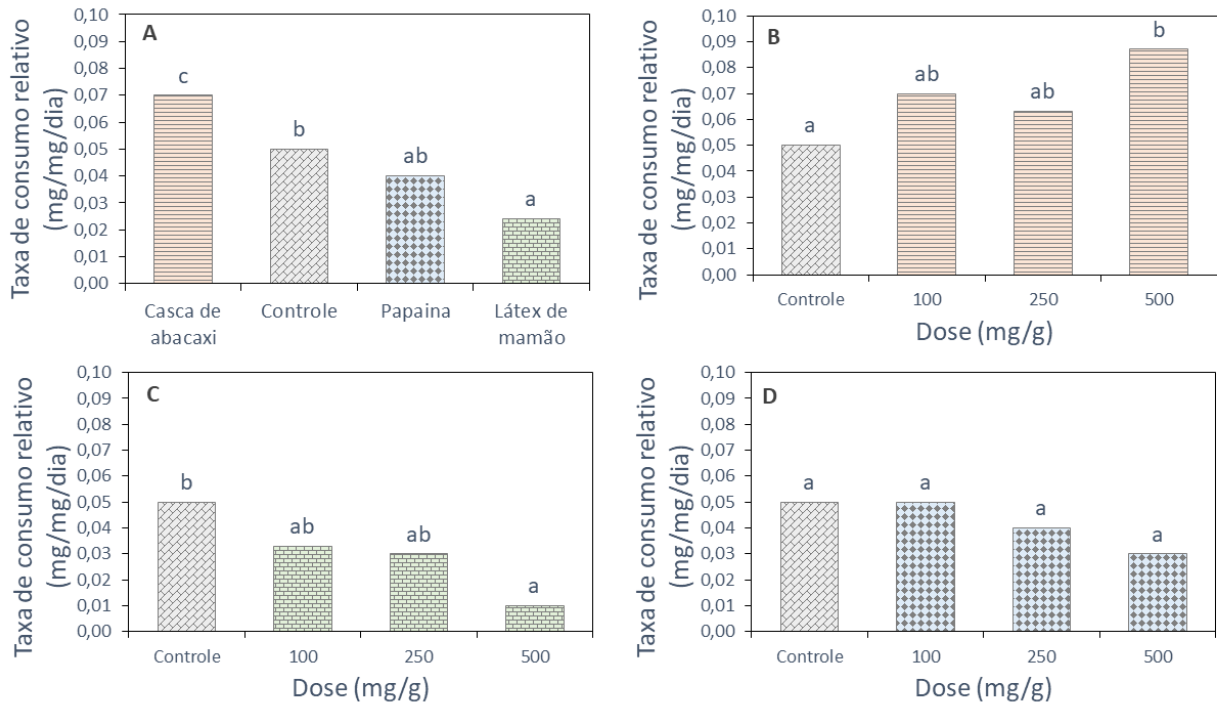 A
Taxa de consumo relativo
(mg/mg/dia)
0,10
0,09
0,08
0,07
0,06
0,05
0,04
0,03
0,02
0,01
0,00
c
b
ab
a
Casca de
abacaxi
Controle
Papaina
Látex de
mamão
B
Taxa de consumo relativo
(mg/mg/dia)
0,10
0,09
0,08
0,07
0,06
0,05
0,04
0,03
0,02
0,01
0,00
a
ab
ab
b
Controle
100
250
500
Dose (mg/g)
C
Taxa de consumo relativo
(mg/mg/dia)
0,10
0,09
0,08
0,07
0,06
0,05
0,04
0,03
0,02
0,01
0,00
b
ab
ab
a
Controle
100
250
500
Dose (mg/g)
D
Taxa de consumo relativo
(mg/mg/dia)
0,10
0,09
0,08
0,07
0,06
0,05
0,04
0,03
0,02
0,01
0,00
a
a
a
a
Controle
100
250
500
Dose (mg/g)